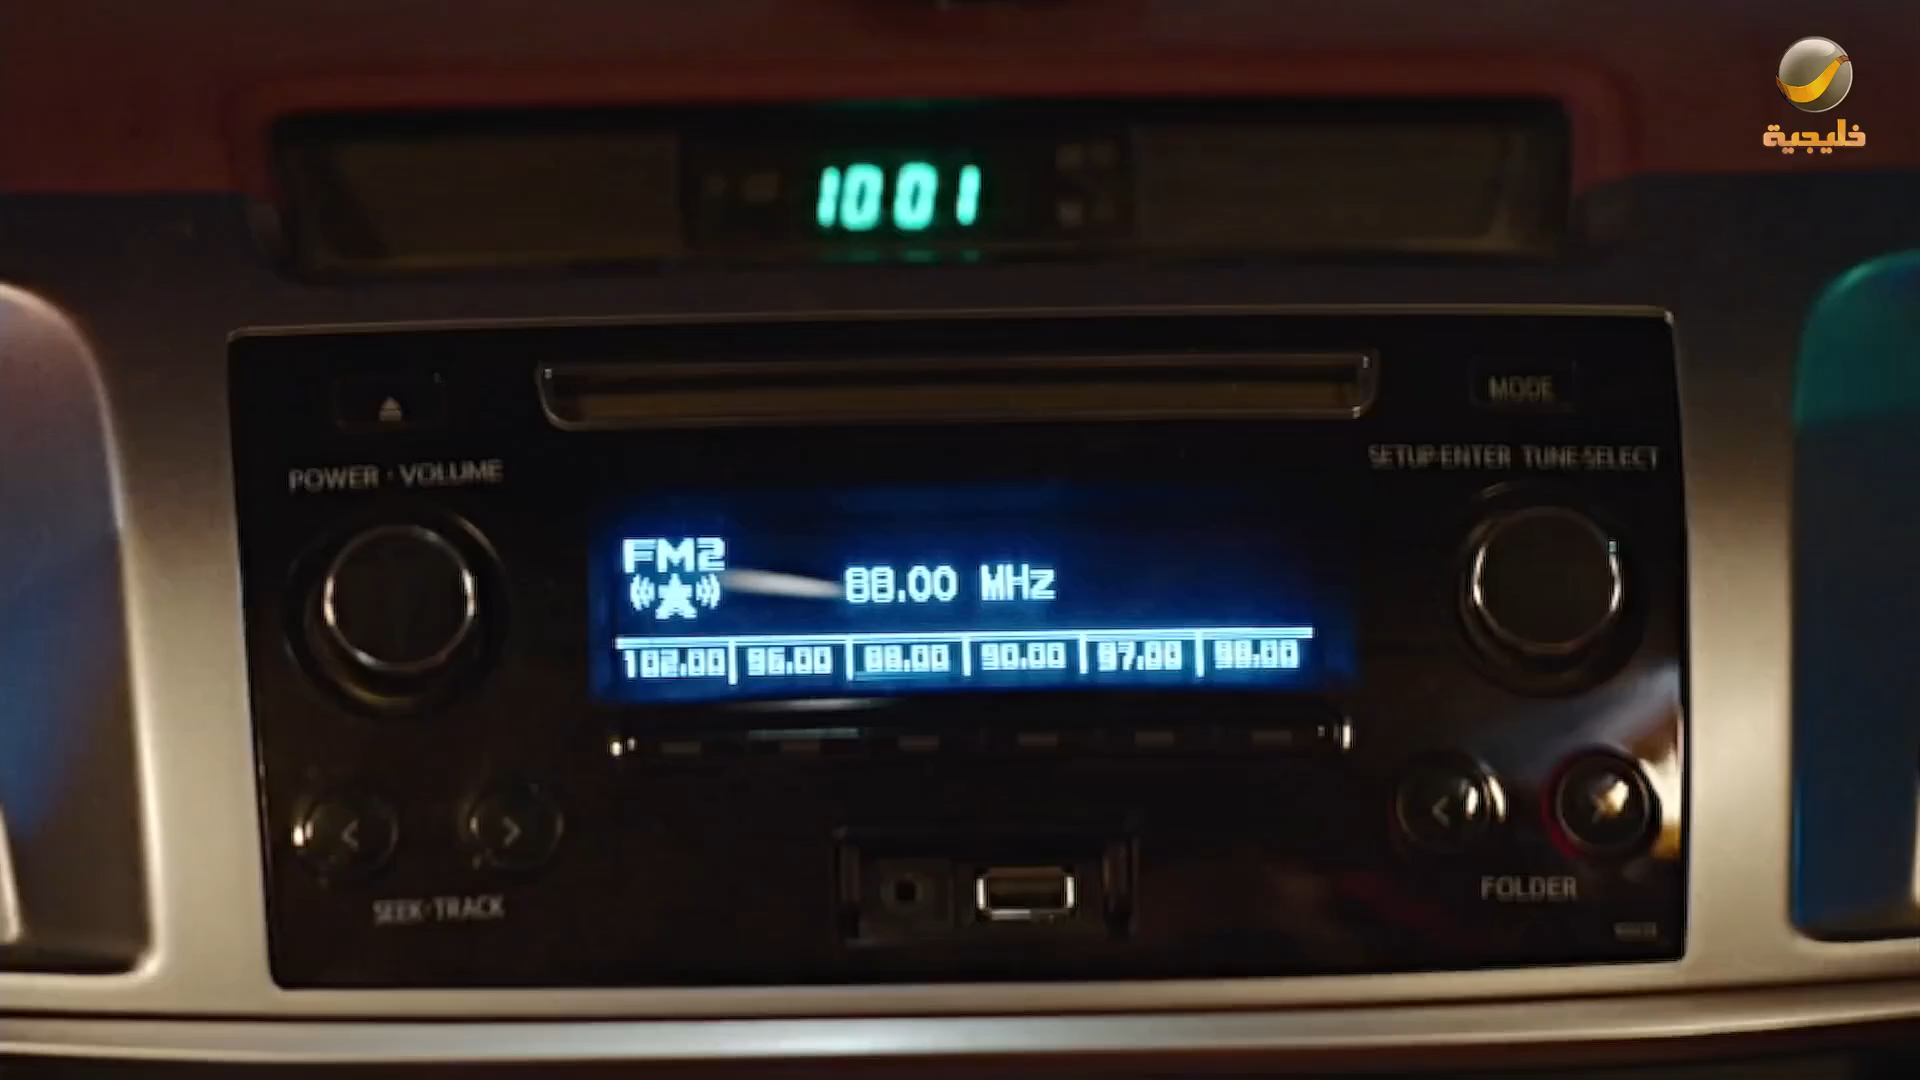 خليجية
1001
MODE
POWER · VOLUME
SETUP·ENTER TUNE·SELECT
FM2
88.00 MHz
102.00 96.00 88.00 90.00 97.00 98.00
SEEK·TRACK
FOLDER